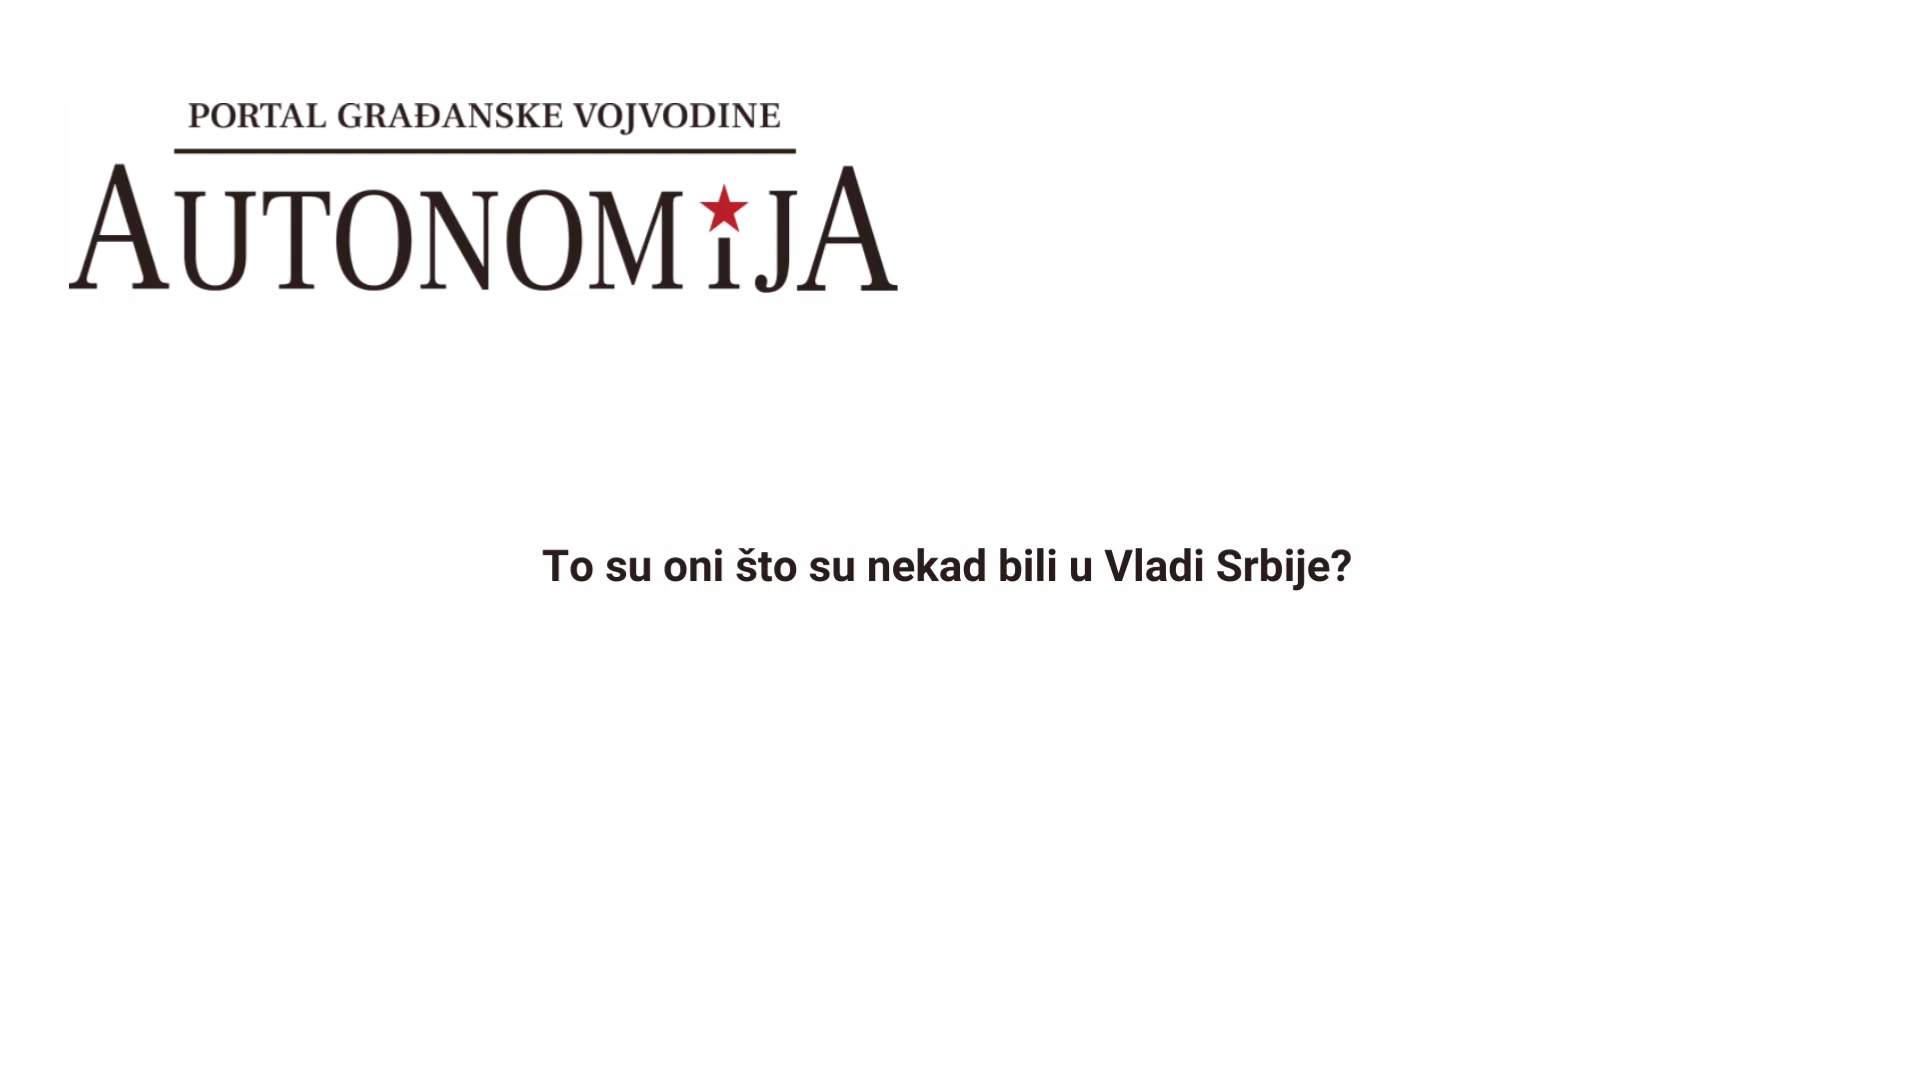 PORTAL GRAĐANSKE VOJVODINE
AUTONOMIJA
To su oni što su nekad bili u Vladi Srbije?